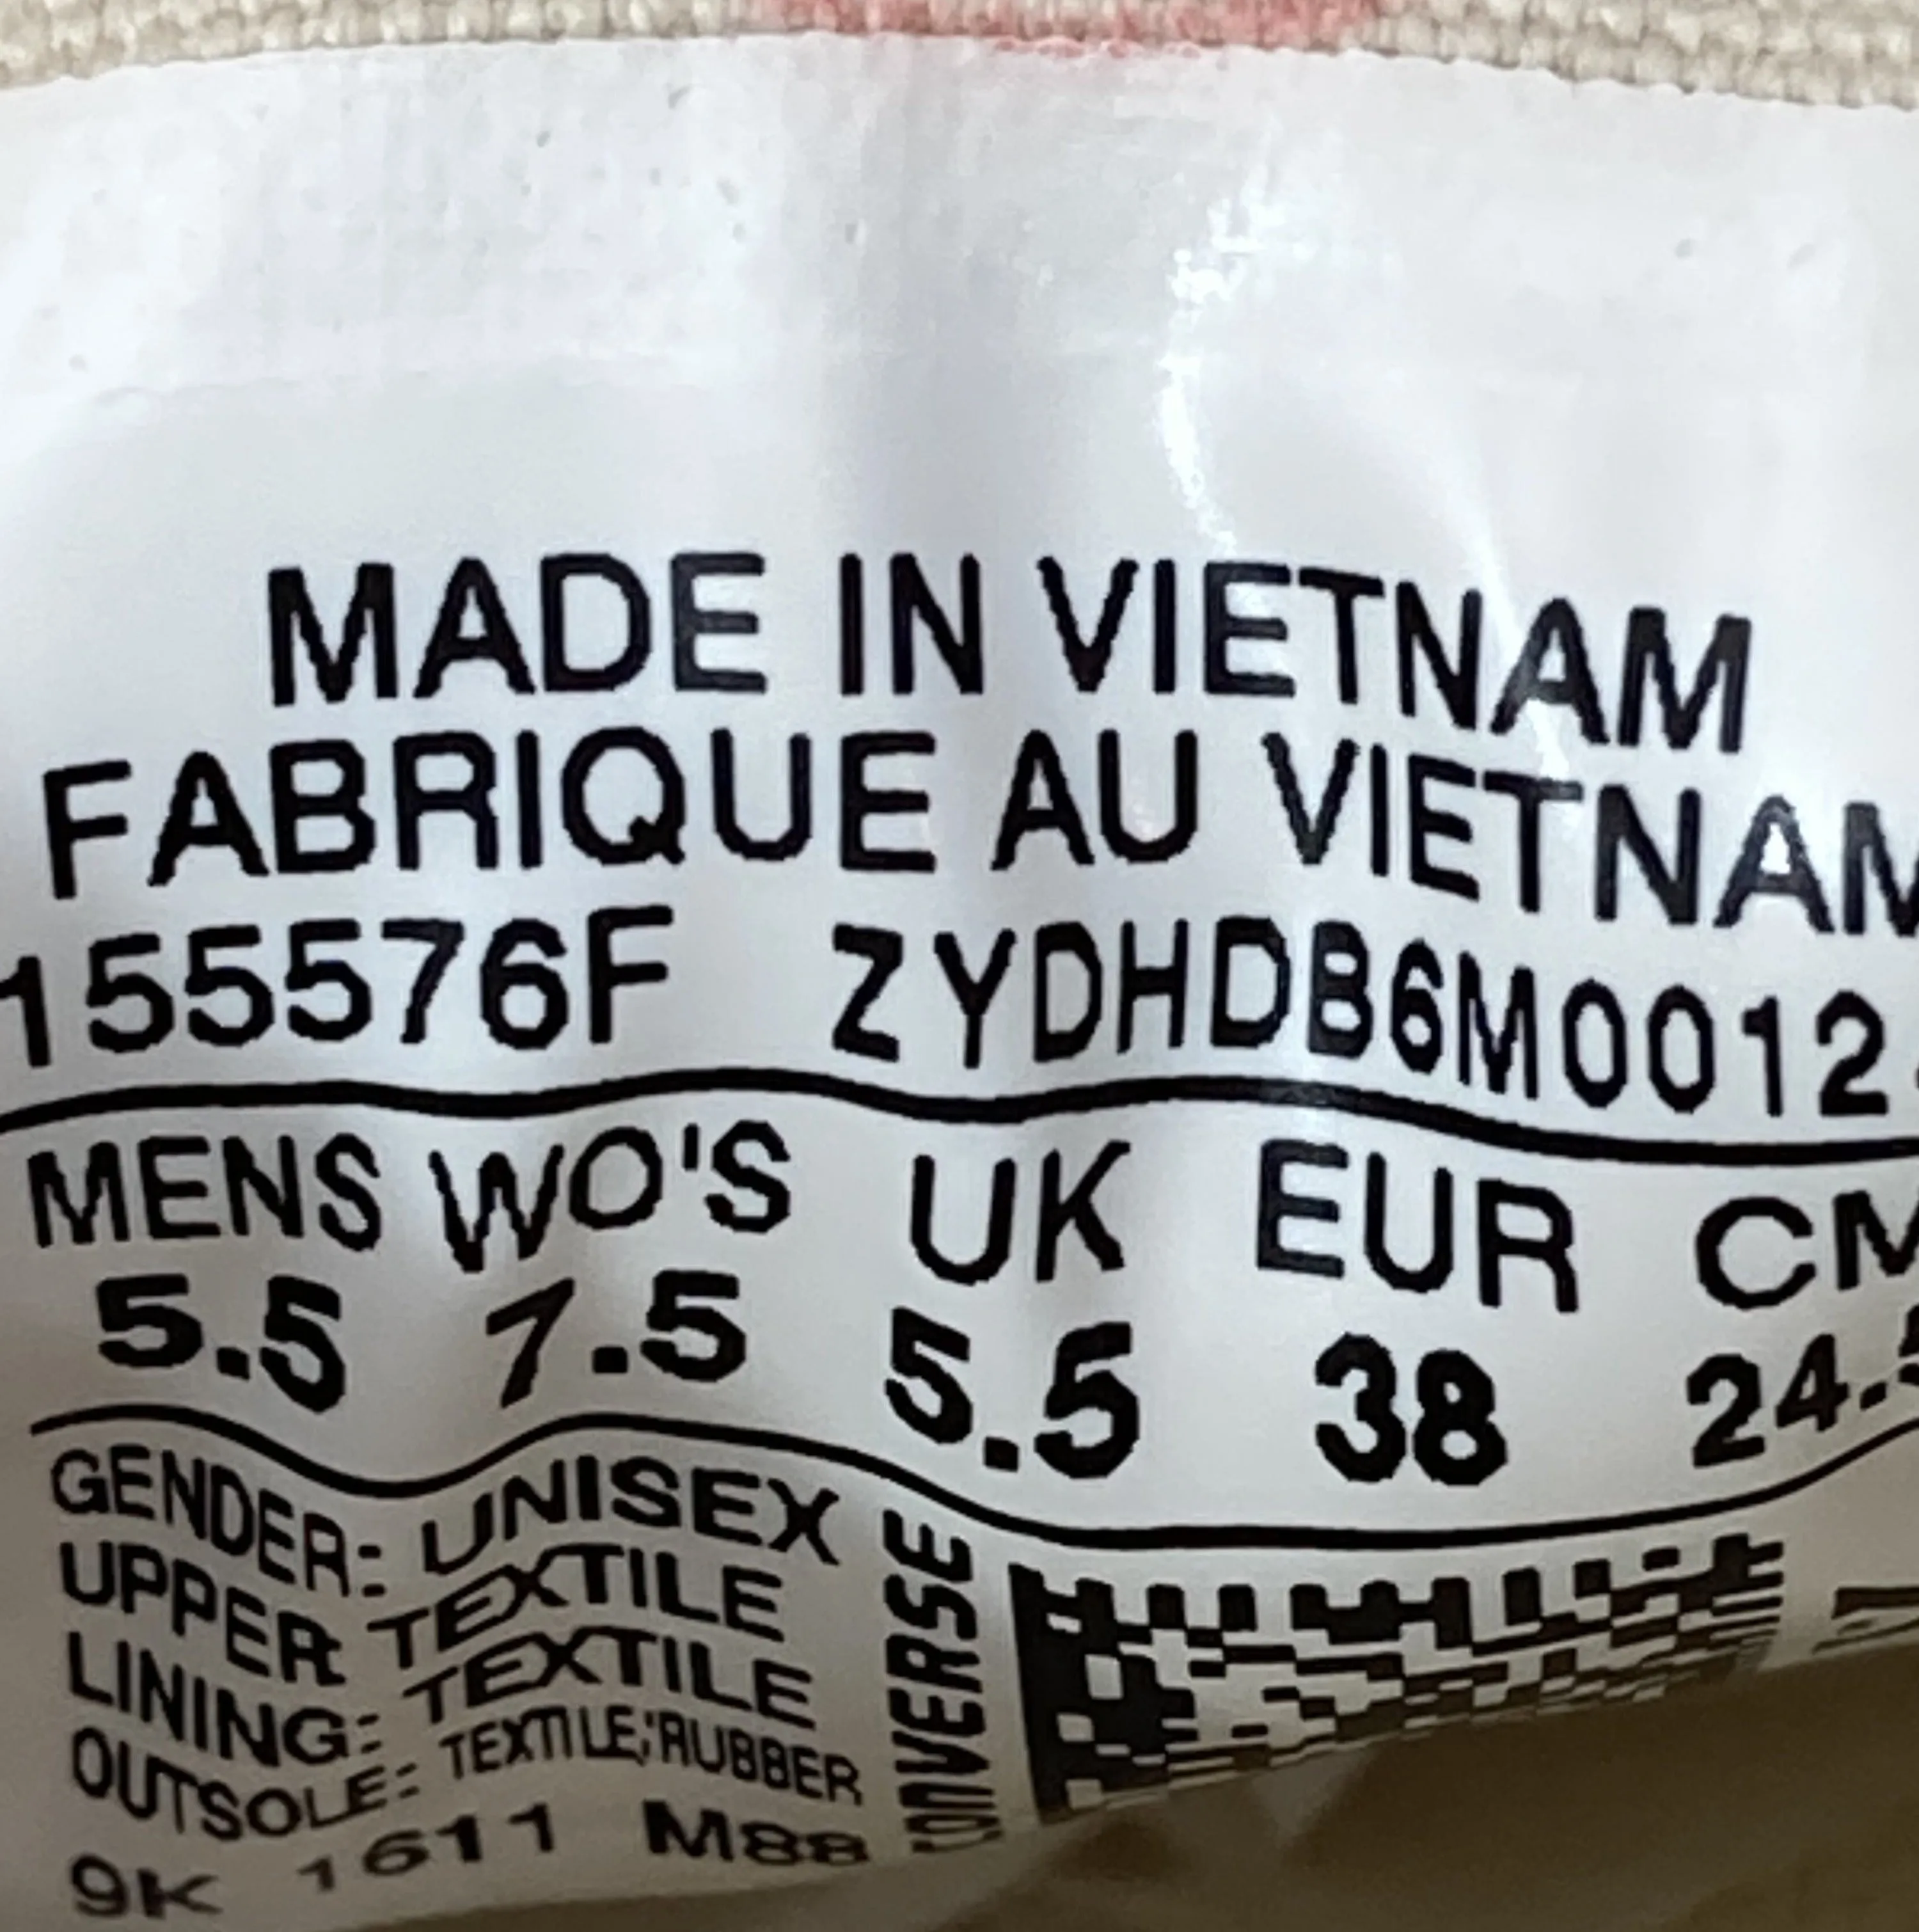 MADE IN VIETNAM
FABRIQUE AU VIETNAM
155576F ZYDHDB6M0012
MENS WO'S UK EUR CM
5.5 7.5 5.5 38 24.5
GENDER: UNISEX
UPPER TEXTILE
LINING: TEXTILE
OUTSOLE: TEXTILE;RUBBER
9K 1611 M88
CONVERSE